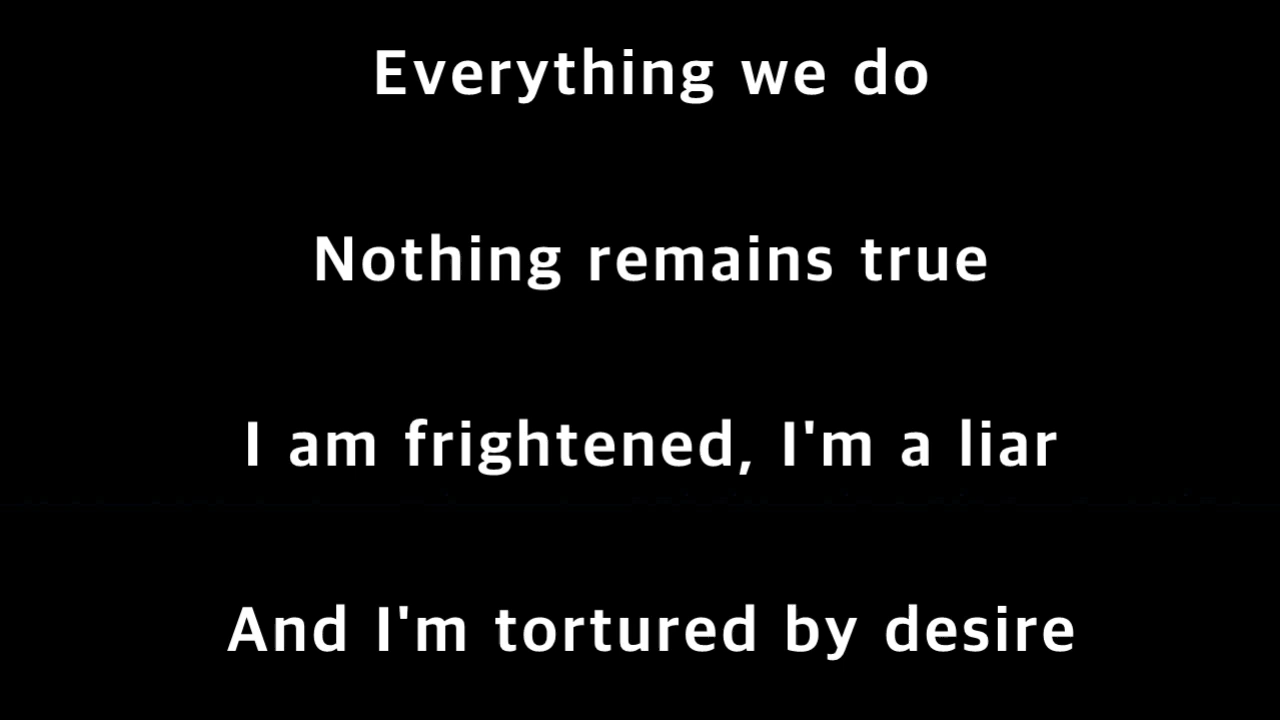 Everything we do
Nothing remains true
I am frightened, I'm a liar
And I'm tortured by desire